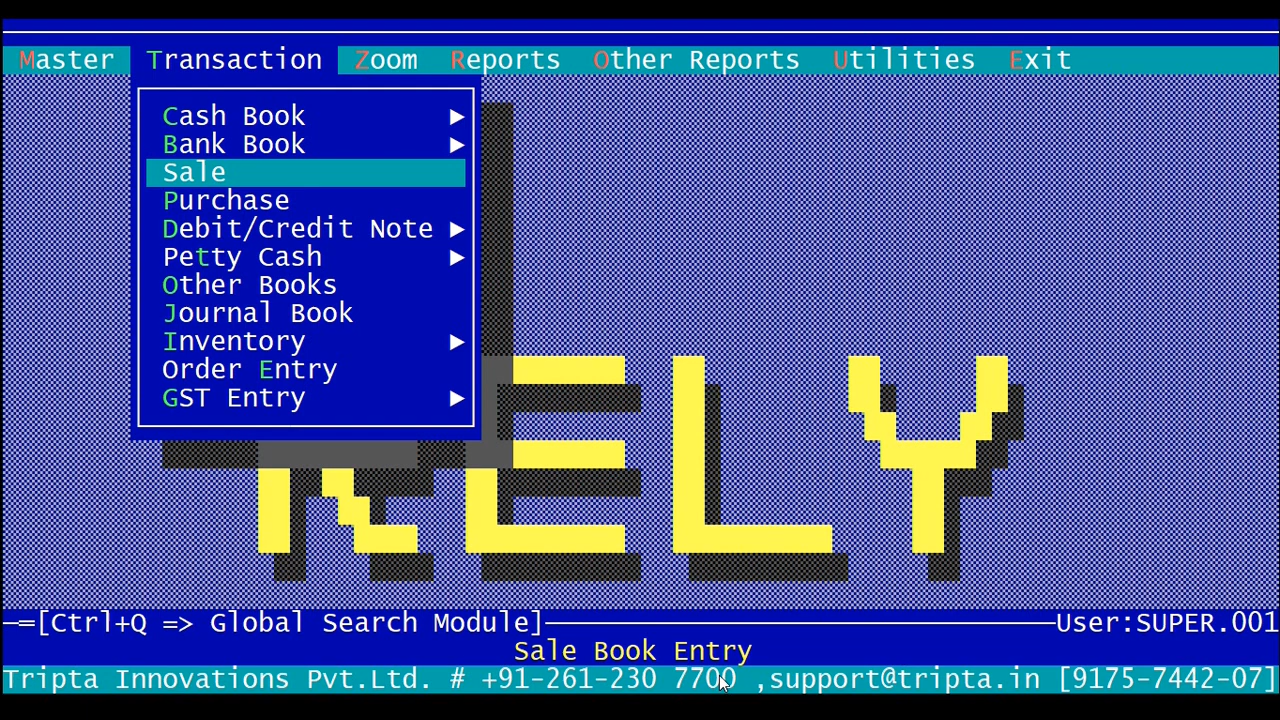 Master Transaction Zoom Reports Other Reports Utilities Exit
Cash Book ►
Bank Book ►
Sale
Purchase
Debit/Credit Note ►
Petty Cash ►
Other Books
Journal Book
Inventory ►
Order Entry
GST Entry ►
RELY
=[Ctrl+Q => Global Search Module] User:SUPER.001
Sale Book Entry
Tripta Innovations Pvt.Ltd. # +91-261-230 7700 ,support@tripta.in [9175-7442-07]